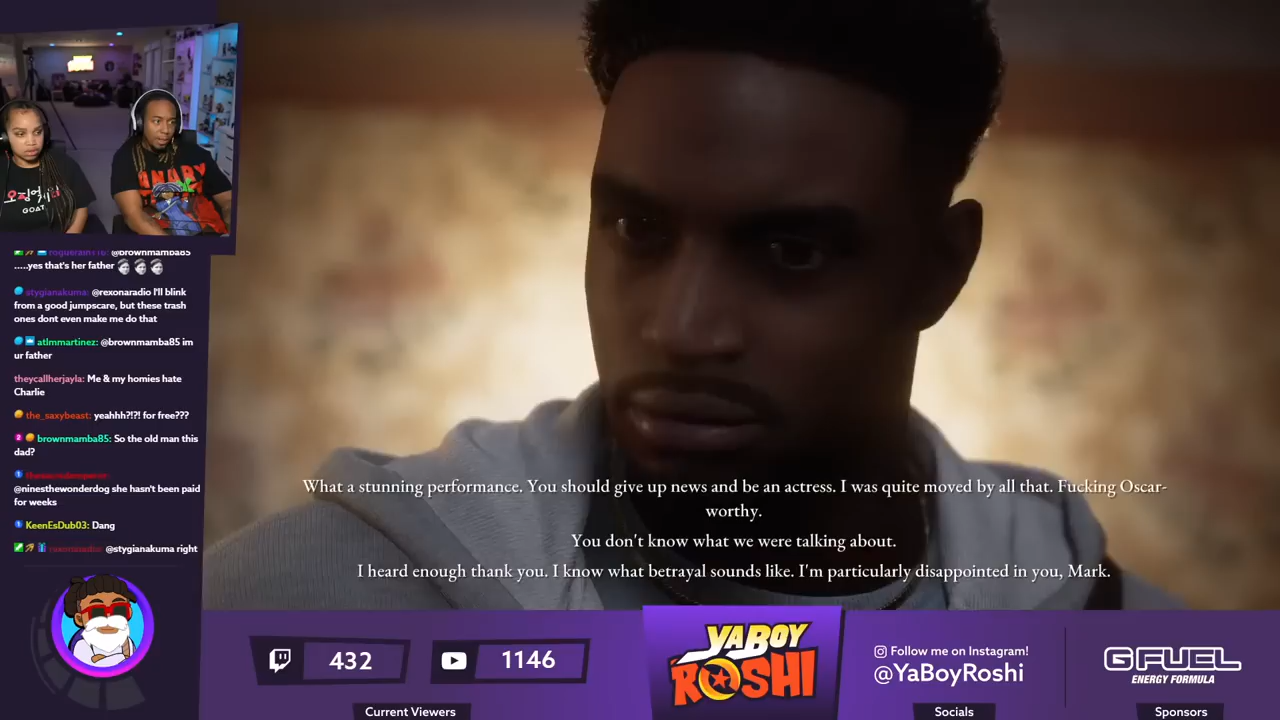 @brownmamba85
.....yes that's her father
stygianakuma: @rexonaradio I'll blink
from a good jumpscare, but these trash
ones dont even make me do that
atlmmartinez: @brownmamba85 im
ur father
theycallherjayla: Me & my homies hate
Charlie
the_saxybeast: yeahhh?!?! for free???
brownmamba85: So the old man this
dad?
@ninesthewonderdog she hasn't been paid
for weeks
KeenEsDub03: Dang
@stygianakuma right
GOAT
What a stunning performance. You should give up news and be an actress. I was quite moved by all that. Fucking Oscar-
worthy.
You don't know what we were talking about.
I heard enough thank you. I know what betrayal sounds like. I'm particularly disappointed in you, Mark.
432
1146
Current Viewers
YABOY
ROSHI
Follow me on Instagram!
@YaBoyRoshi
Socials
G FUEL
ENERGY FORMULA
Sponsors